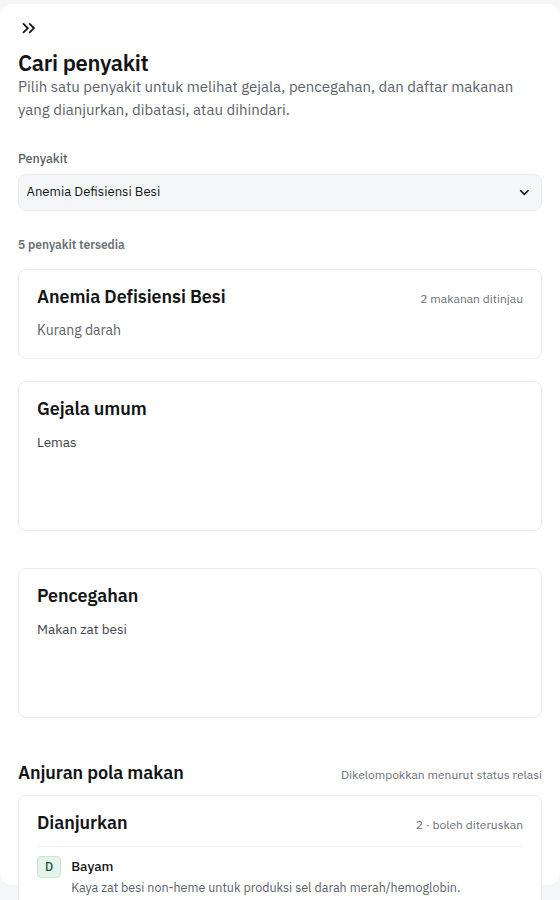 Cari penyakit
Pilih satu penyakit untuk melihat gejala, pencegahan, dan daftar makanan
yang dianjurkan, dibatasi, atau dihindari.
Penyakit
Anemia Defisiensi Besi
5 penyakit tersedia
Anemia Defisiensi Besi
2 makanan ditinjau
Kurang darah
Gejala umum
Lemas
Pencegahan
Makan zat besi
Anjuran pola makan
Dikelompokkan menurut status relasi
Dianjurkan
2 · boleh diteruskan
D
Bayam
Kaya zat besi non-heme untuk produksi sel darah merah/hemoglobin.